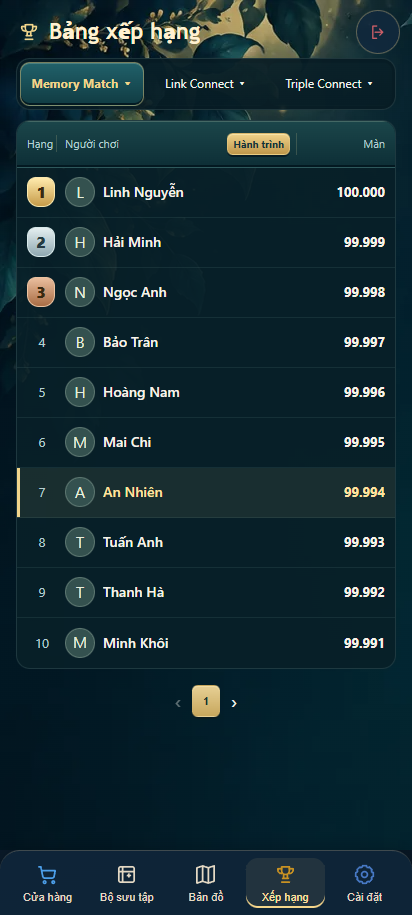 Bảng xếp hạng
Memory Match Link Connect Triple Connect
Hạng Người chơi Hành trình Màn
1 L Linh Nguyễn 100.000
2 H Hải Minh 99.999
3 N Ngọc Anh 99.998
4 B Bảo Trân 99.997
5 H Hoàng Nam 99.996
6 M Mai Chi 99.995
7 A An Nhiên 99.994
8 T Tuấn Anh 99.993
9 T Thanh Hà 99.992
10 M Minh Khôi 99.991
‹ 1 ›
Cửa hàng Bộ sưu tập Bản đồ Xếp hạng Cài đặt